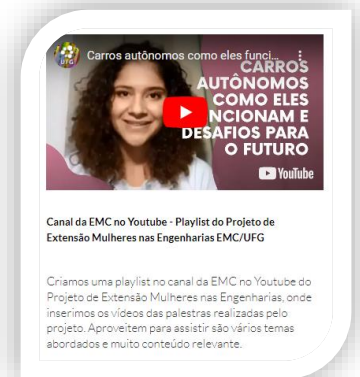 UFG
Carros autônomos como eles funci...
CARROS
AUTÔNOMOS
COMO ELES
NCIONAM E
DESAFIOS PARA
O FUTURO
YouTube
Canal da EMC no Youtube - Playlist do Projeto de
Extensão Mulheres nas Engenharias EMC/UFG
Criamos uma playlist no canal da EMC no Youtube do
Projeto de Extensão Mulheres nas Engenharias, onde
inserimos os vídeos das palestras realizadas pelo
projeto. Aproveitem para assistir são vários temas
abordados e muito conteúdo relevante.